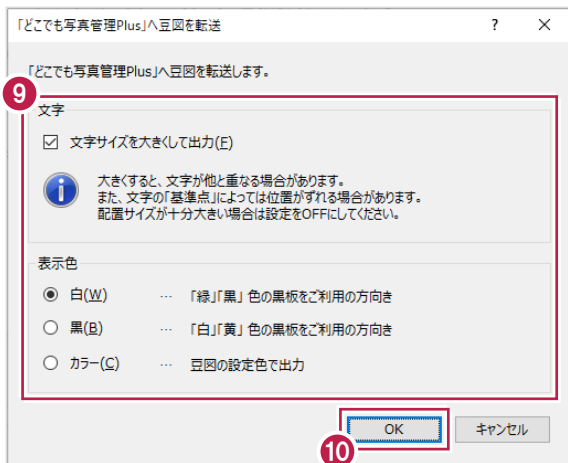 「どこでも写真管理Plus」へ豆図を転送 ? ×
「どこでも写真管理Plus」へ豆図を転送します。
9
文字
文字サイズを大きくして出力(F)
大きくすると、文字が他と重なる場合があります。
また、文字の「基準点」によっては位置がずれる場合があります。
配置サイズが十分大きい場合は設定をOFFにしてください。
表示色
白(W) … 「緑」「黒」 色の黒板をご利用の方向き
黒(B) … 「白」「黄」 色の黒板をご利用の方向き
カラー(C) … 豆図の設定色で出力
OK キャンセル
10